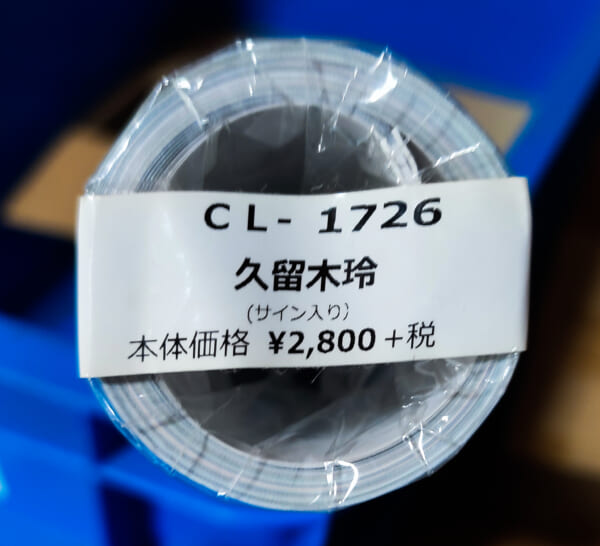 CL- 1726
久留木玲
(サイン入り)
本体価格 ¥2,800+税